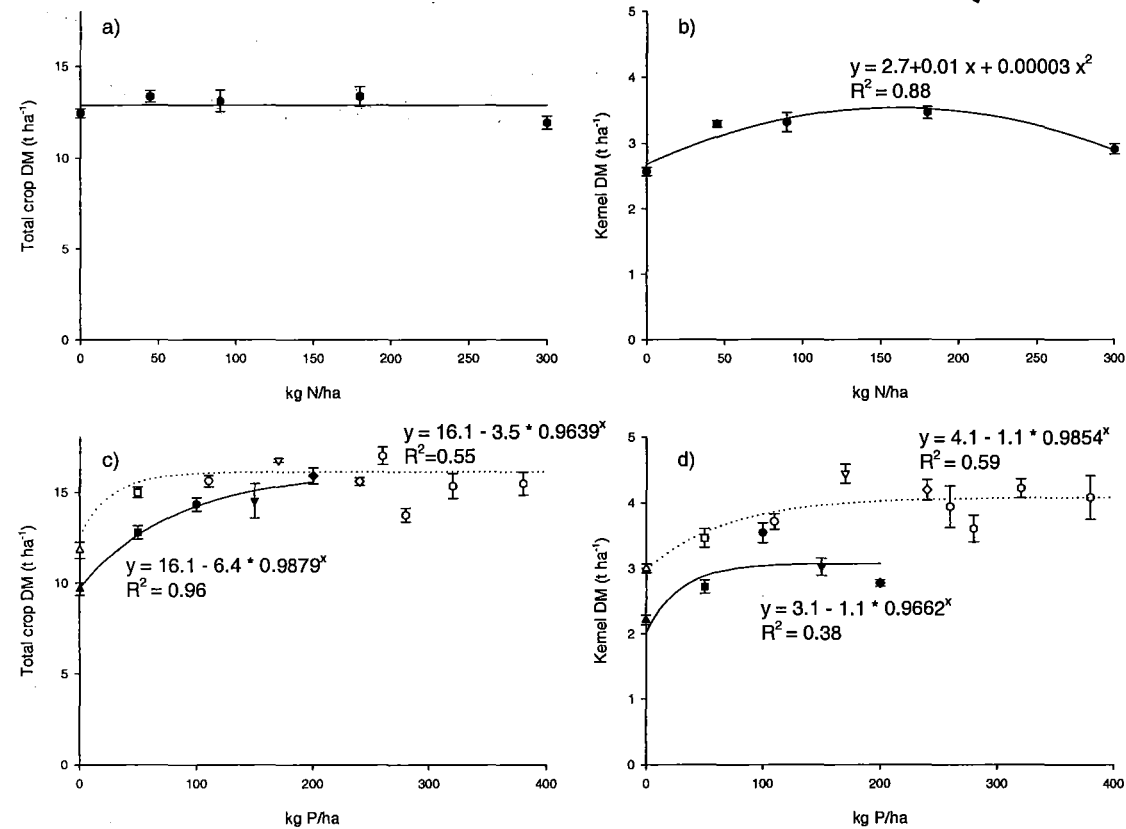 a)
Total crop DM (t ha⁻¹)
15
10
5
0
0 50 100 150 200 250 300
kg N/ha
b)
y = 2.7+0.01 x + 0.00003 x²
R² = 0.88
Kernel DM (t ha⁻¹)
5
4
3
2
1
0
0 50 100 150 200 250 300
kg N/ha
c)
y = 16.1 - 3.5 * 0.9639ˣ
R²=0.55
y = 16.1 - 6.4 * 0.9879ˣ
R² = 0.96
Total crop DM (t ha⁻¹)
15
10
5
0
0 100 200 300 400
kg P/ha
d)
y = 4.1 - 1.1 * 0.9854ˣ
R² = 0.59
y = 3.1 - 1.1 * 0.9662ˣ
R² = 0.38
Kernel DM (t ha⁻¹)
5
4
3
2
1
0
0 100 200 300 400
kg P/ha